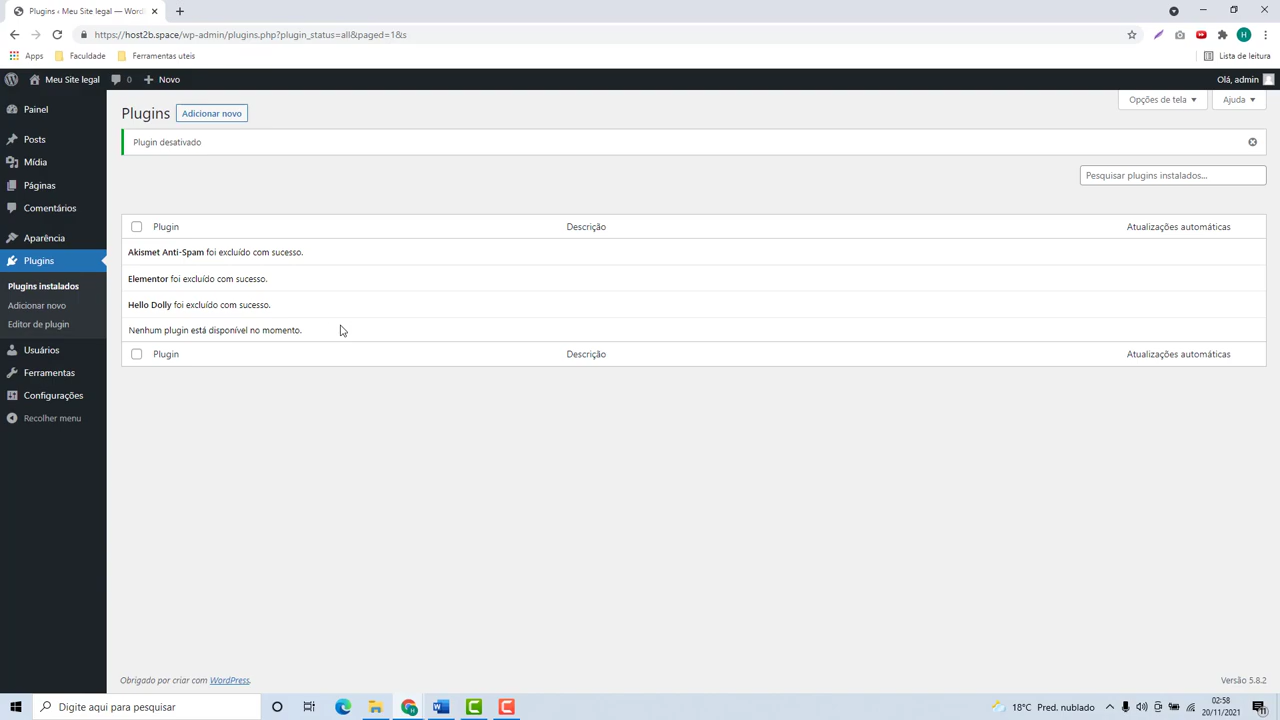 Plugins ‹ Meu Site legal — Word
https://host2b.space/wp-admin/plugins.php?plugin_status=all&paged=1&s
Apps
Faculdade
Ferramentas uteis
Lista de leitura
Meu Site legal
0
Novo
Olá, admin
Painel
Posts
Mídia
Páginas
Comentários
Aparência
Plugins
Plugins instalados
Adicionar novo
Editor de plugin
Usuários
Ferramentas
Configurações
Recolher menu
Plugins
Adicionar novo
Opções de tela
Ajuda
Plugin desativado
Pesquisar plugins instalados...
Plugin Descrição Atualizações automáticas
Akismet Anti-Spam foi excluído com sucesso.
Elementor foi excluído com sucesso.
Hello Dolly foi excluído com sucesso.
Nenhum plugin está disponível no momento.
Plugin Descrição Atualizações automáticas
Obrigado por criar com WordPress.
Versão 5.8.2
Digite aqui para pesquisar
18°C Pred. nublado
02:58
20/11/2021